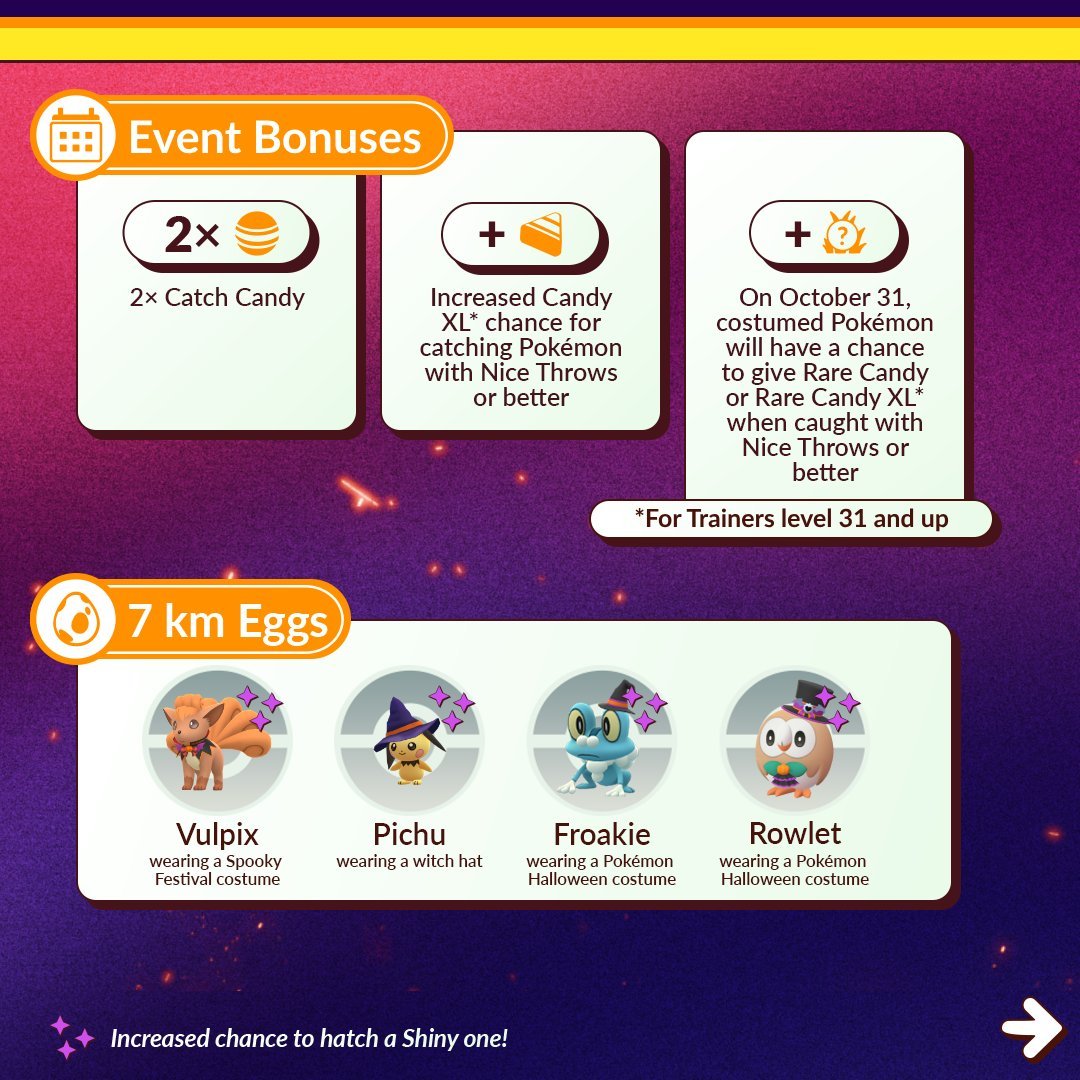 Event Bonuses
2×
2× Catch Candy
+
Increased Candy
XL* chance for
catching Pokémon
with Nice Throws
or better
+
?
On October 31,
costumed Pokémon
will have a chance
to give Rare Candy
or Rare Candy XL*
when caught with
Nice Throws or
better
*For Trainers level 31 and up
7 km Eggs
Vulpix
wearing a Spooky
Festival costume
Pichu
wearing a witch hat
Froakie
wearing a Pokémon
Halloween costume
Rowlet
wearing a Pokémon
Halloween costume
Increased chance to hatch a Shiny one!